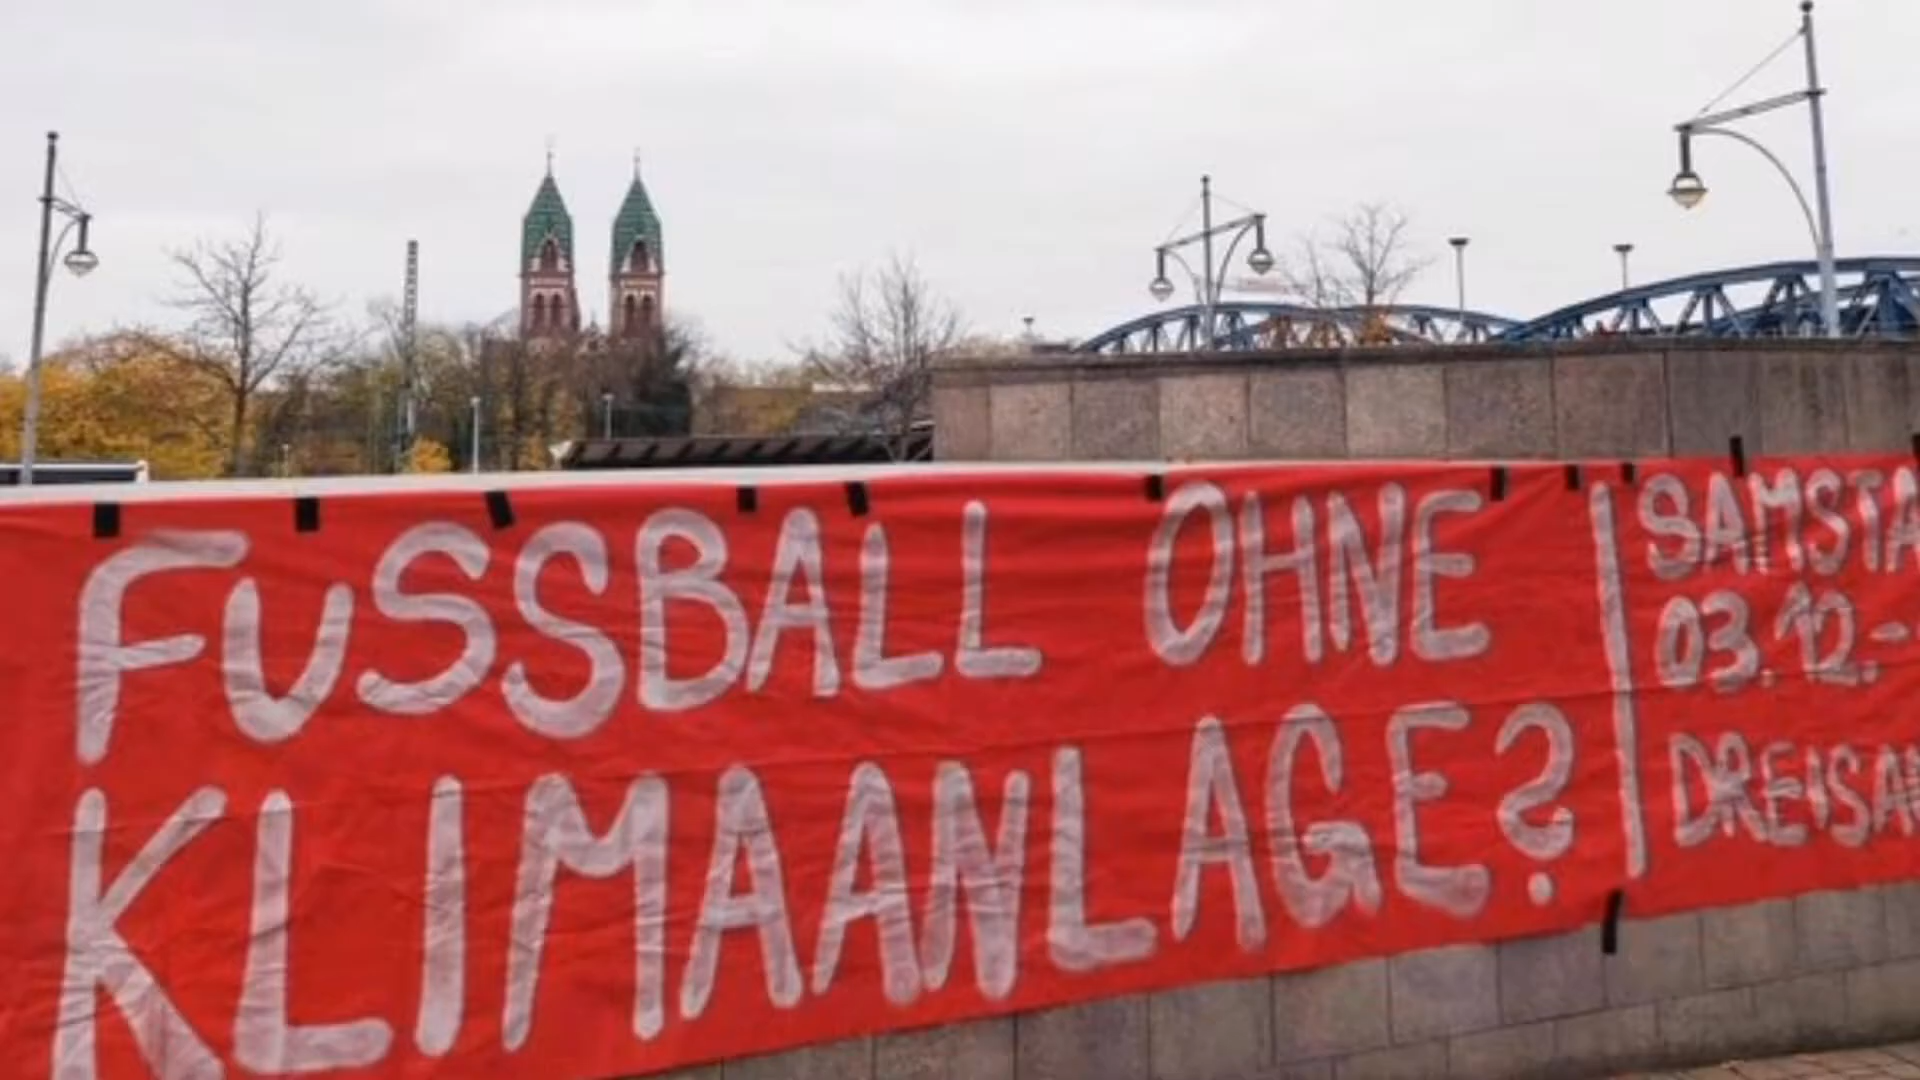 FUSSBALL OHNE
KLIMAANLAGE?
SAMSTA
03.12.-
DREISA